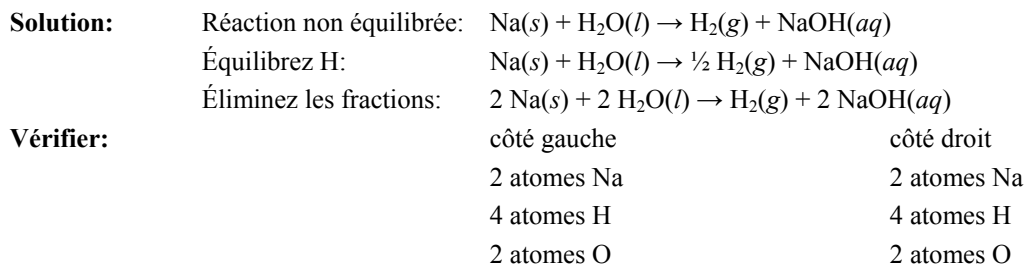 Solution: Réaction non équilibrée: Na(s) + H₂O(l) → H₂(g) + NaOH(aq)
Équilibrez H: Na(s) + H₂O(l) → ½ H₂(g) + NaOH(aq)
Éliminez les fractions: 2 Na(s) + 2 H₂O(l) → H₂(g) + 2 NaOH(aq)
Vérifier: côté gauche côté droit
2 atomes Na 2 atomes Na
4 atomes H 4 atomes H
2 atomes O 2 atomes O